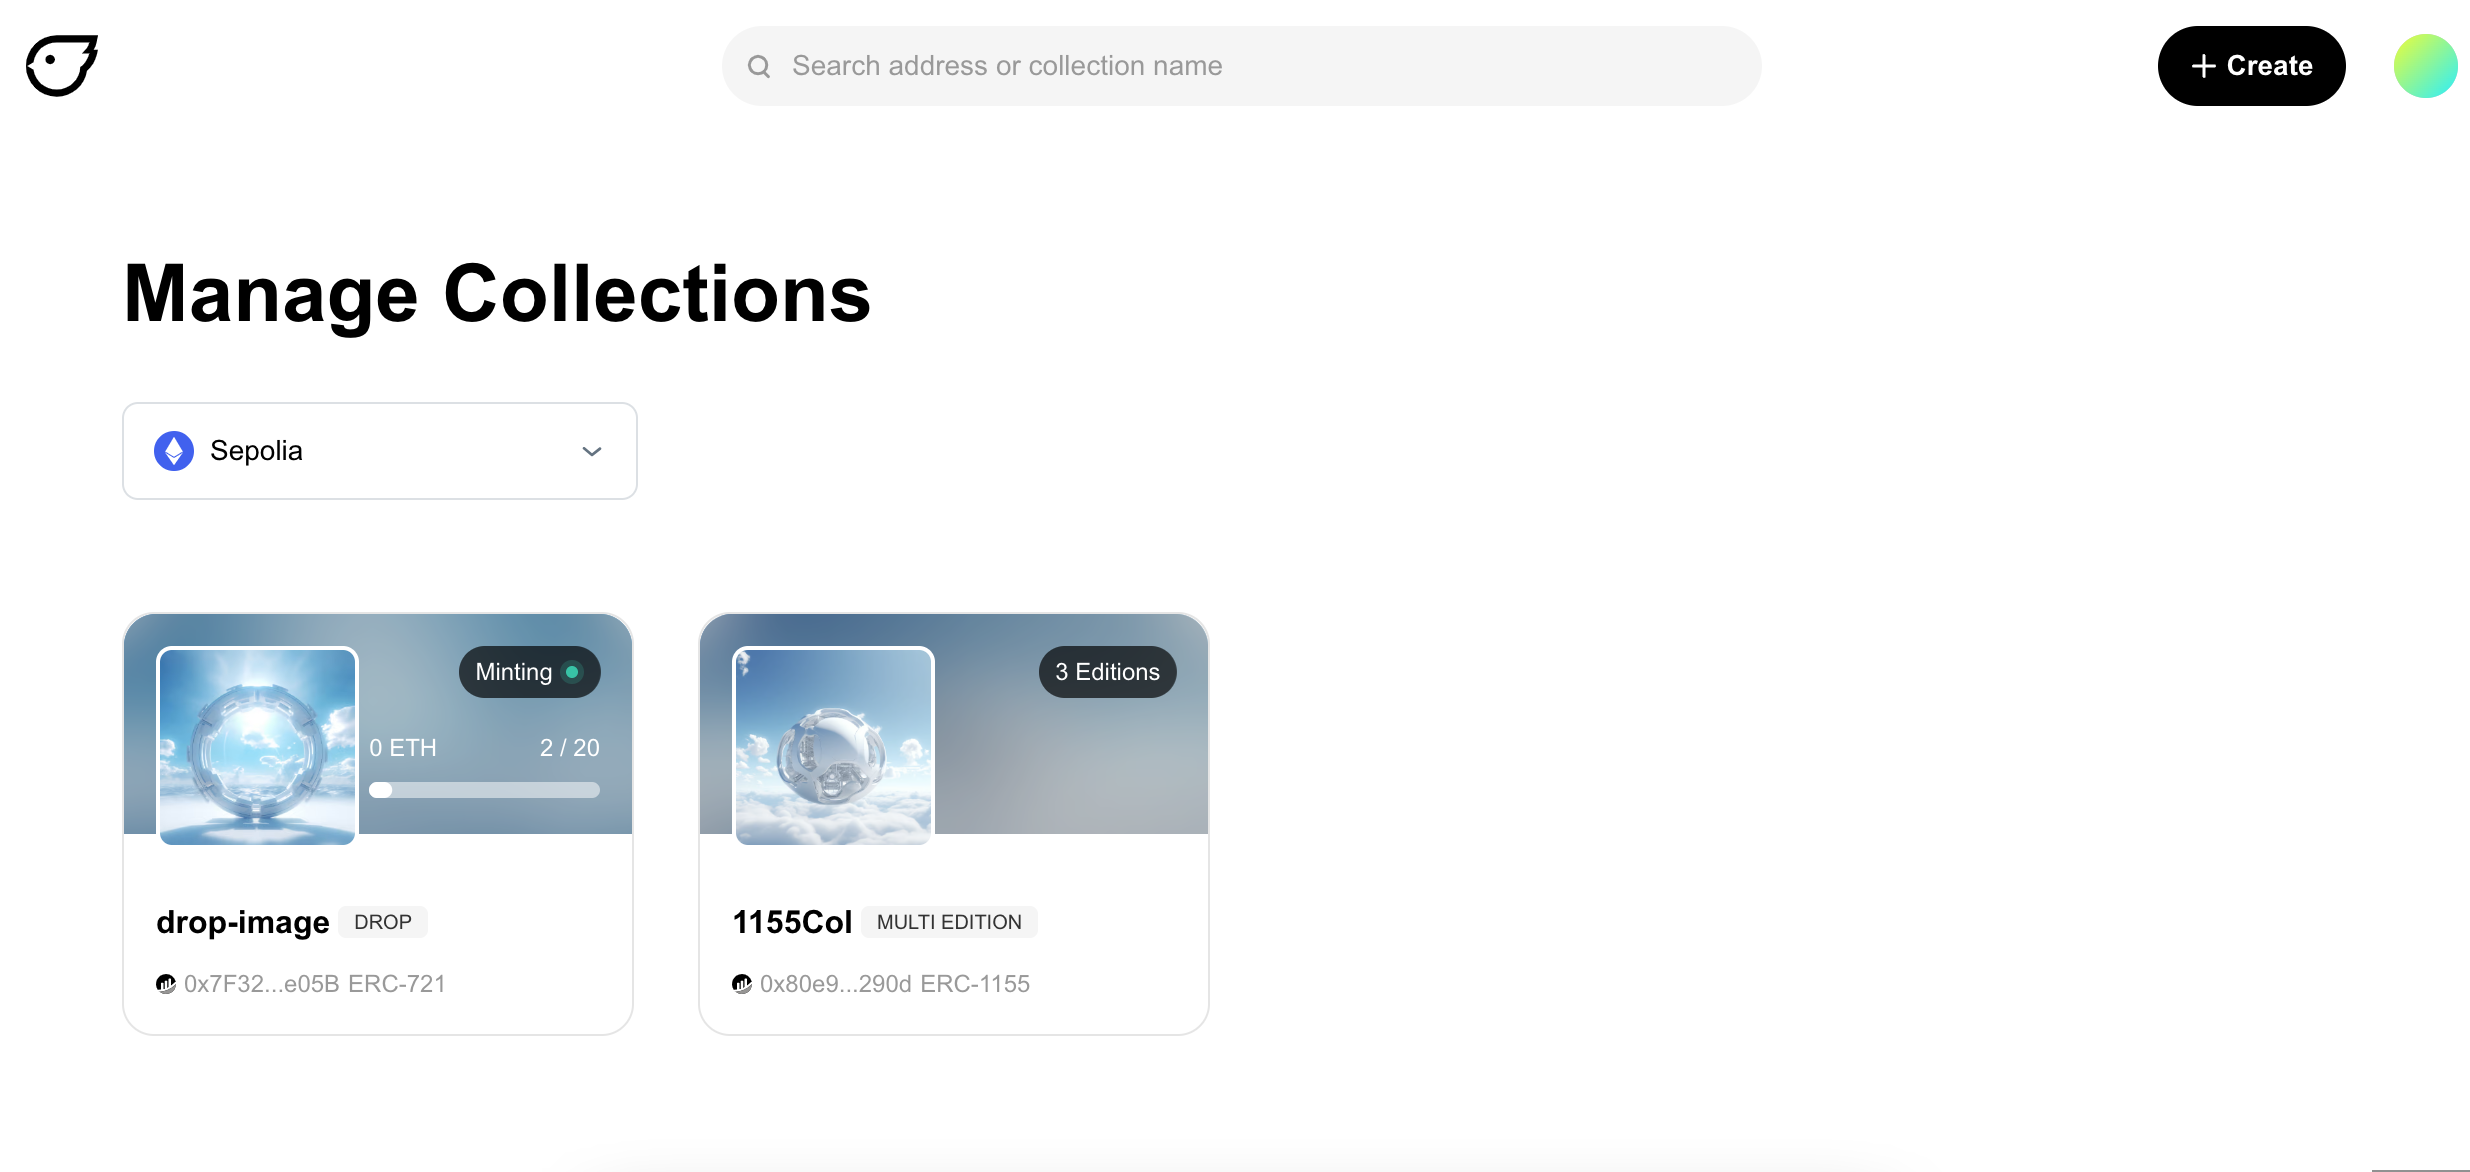 Search address or collection name
Create
Manage Collections
Sepolia
Minting
0 ETH 2 / 20
drop-image DROP
0x7F32...e05B ERC-721
3 Editions
1155Col MULTI EDITION
0x80e9...290d ERC-1155